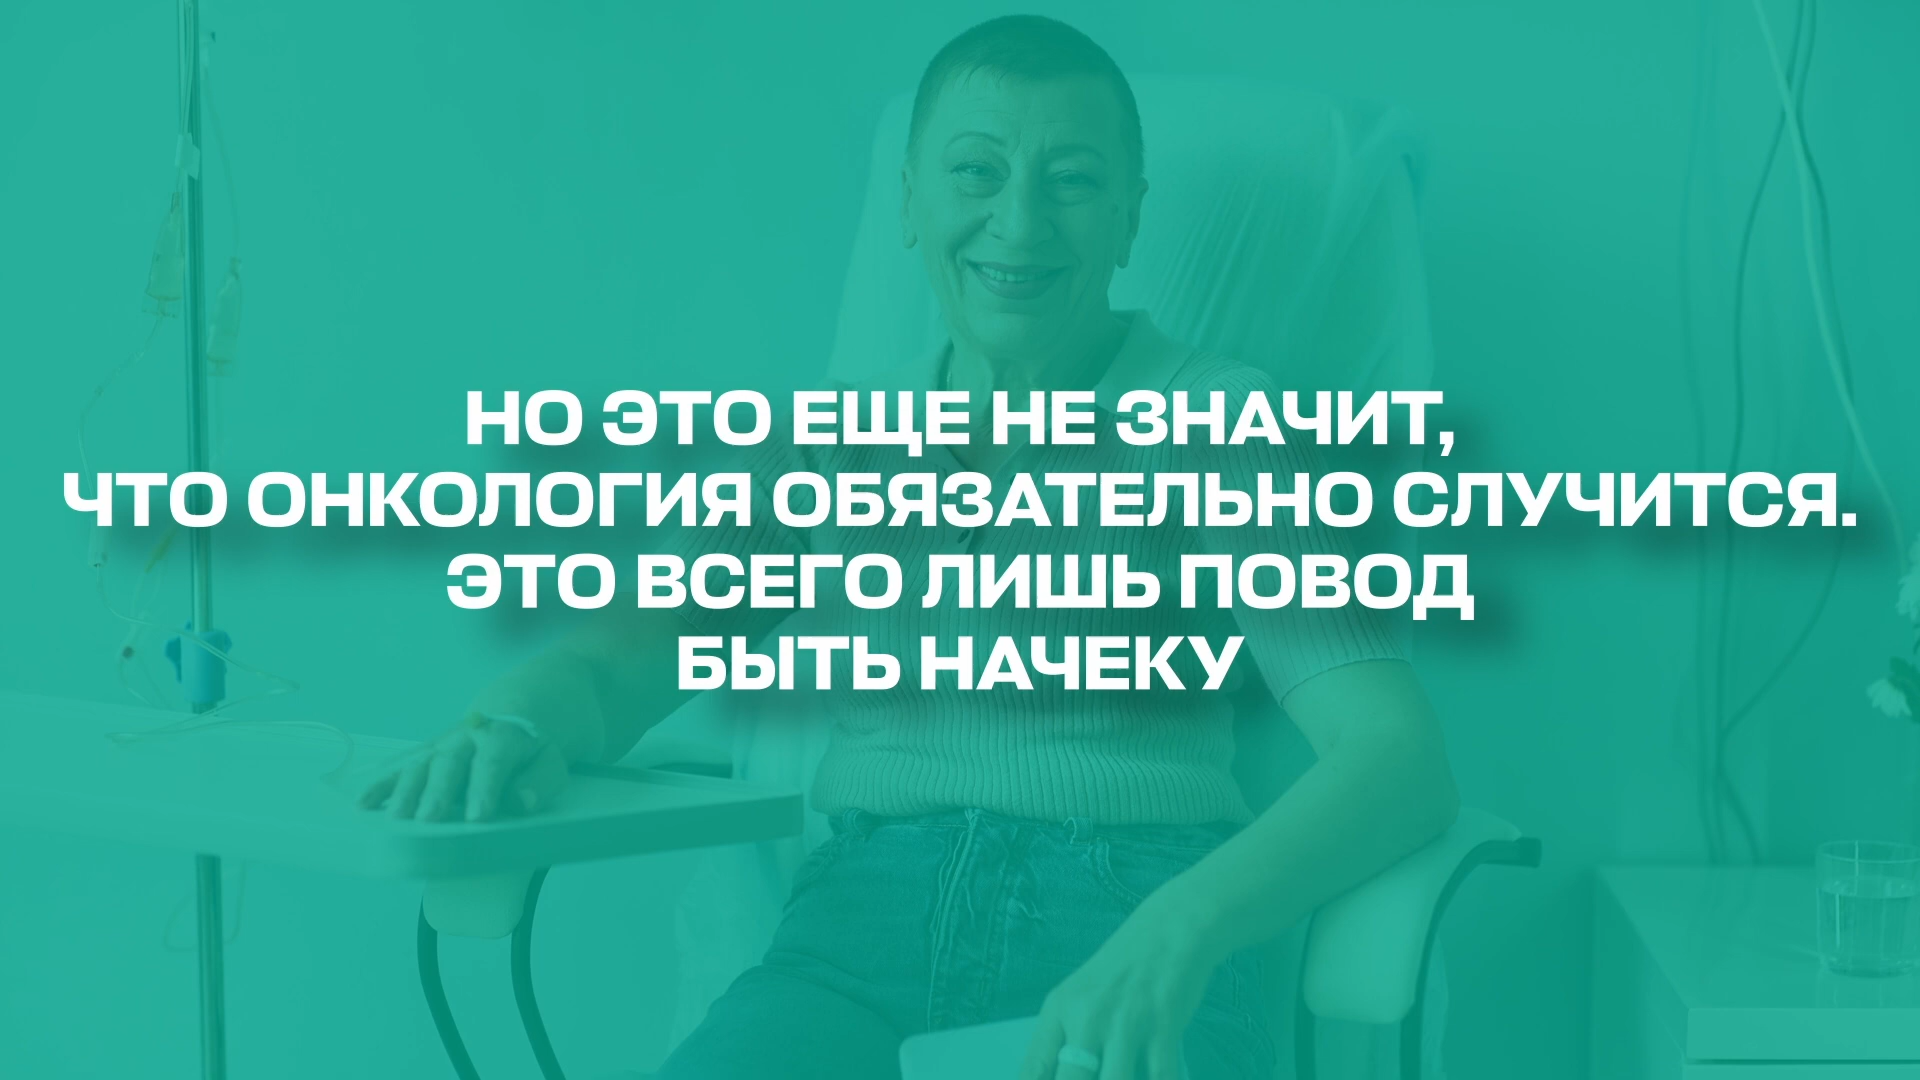 НО ЭТО ЕЩЕ НЕ ЗНАЧИТ,
ЧТО ОНКОЛОГИЯ ОБЯЗАТЕЛЬНО СЛУЧИТСЯ.
ЭТО ВСЕГО ЛИШЬ ПОВОД
БЫТЬ НАЧЕКУ